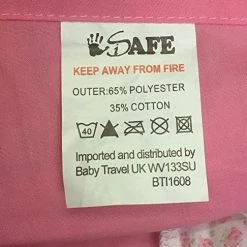 iSAFE
KEEP AWAY FROM FIRE
OUTER:65% POLYESTER
35% COTTON
40
Imported and distributed by
Baby Travel UK WV133SU
BTI1608